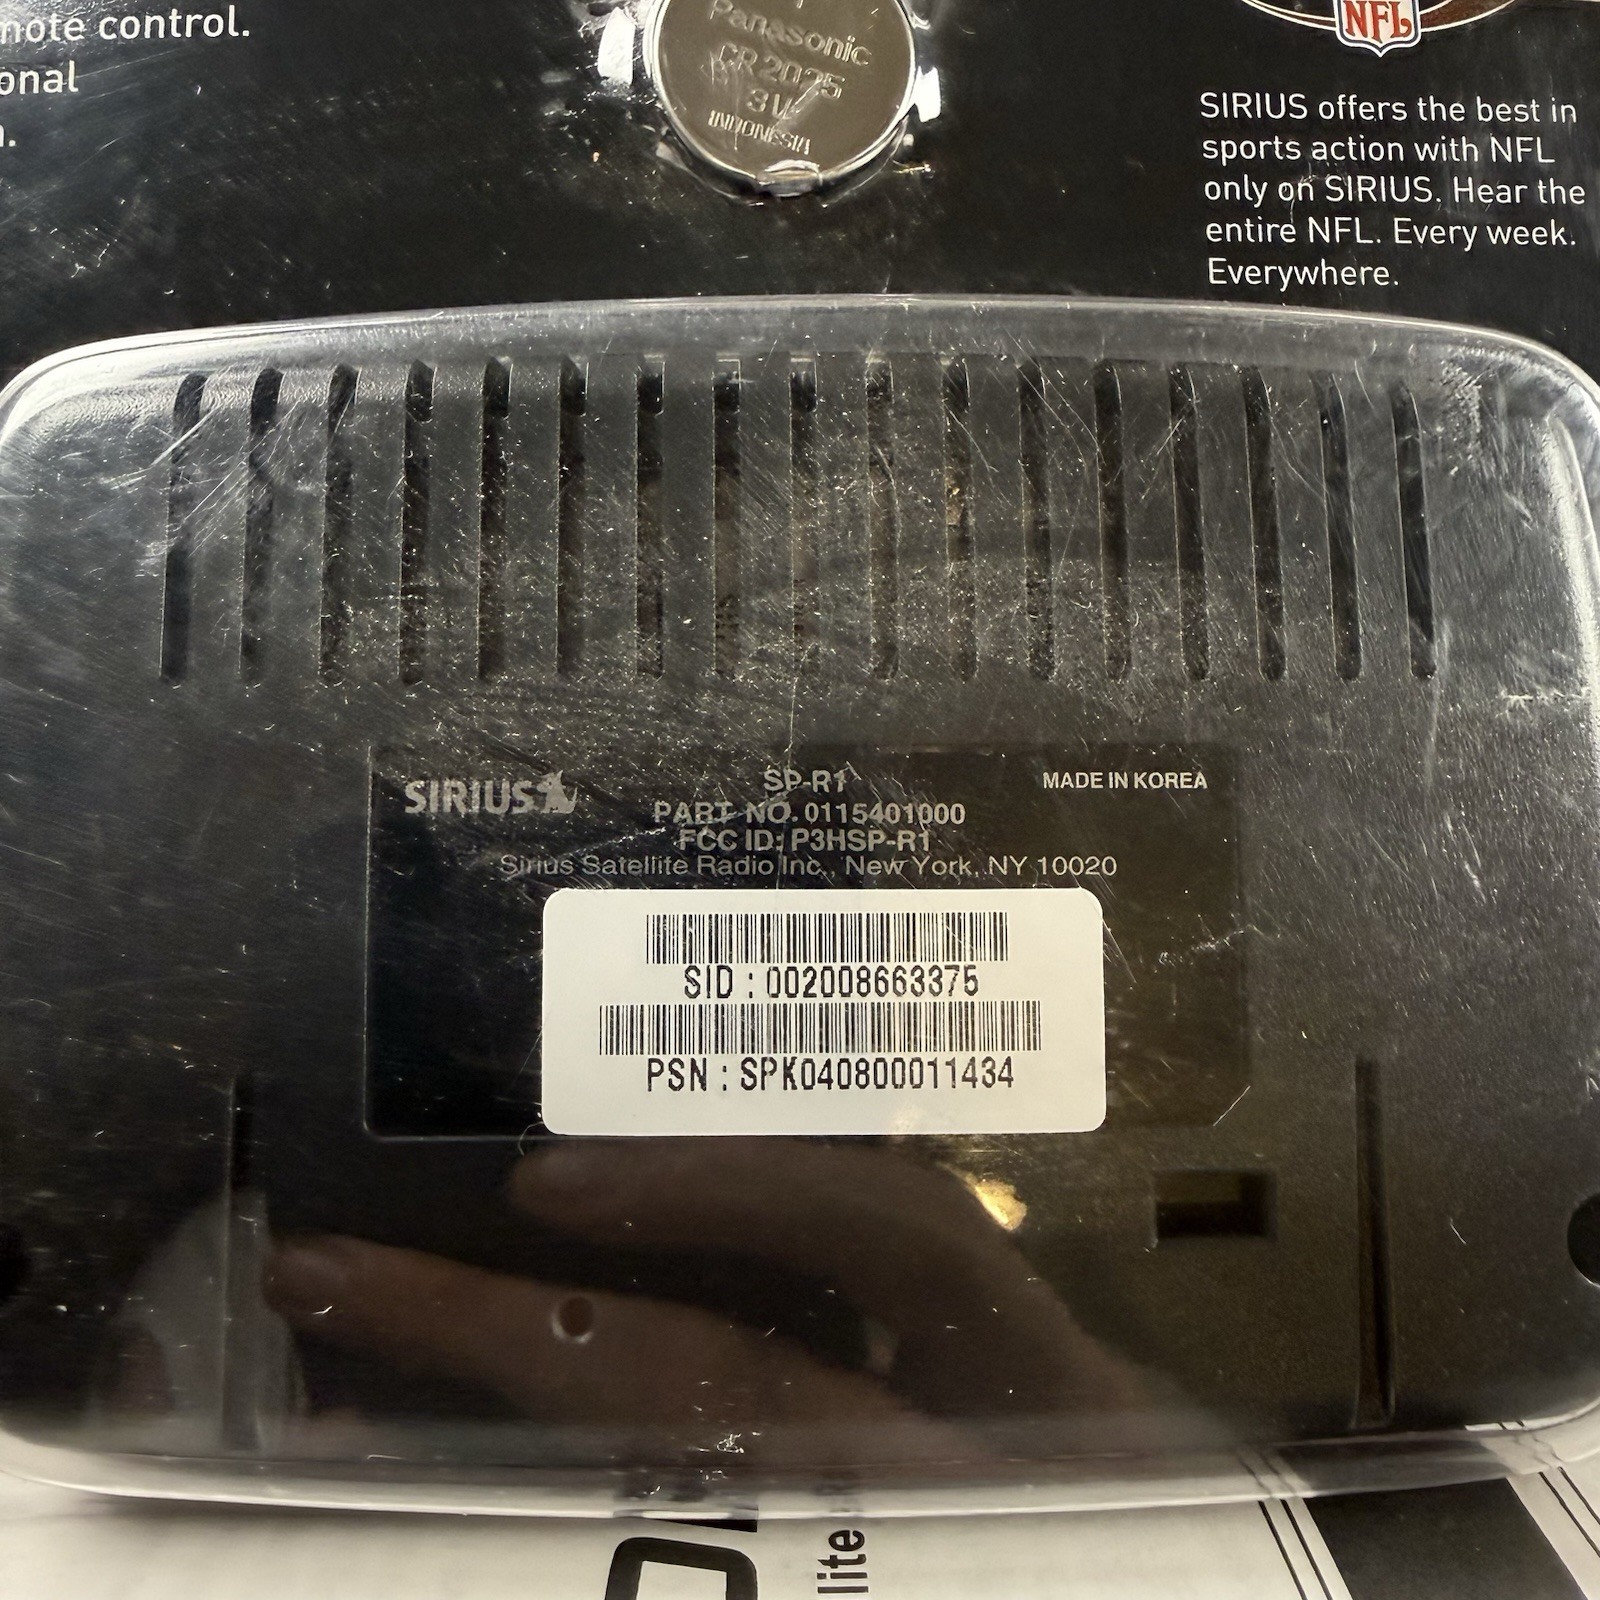 mote control.
onal
Panasonic
CR2025
3V
INDONESIA
NFL
SIRIUS offers the best in
sports action with NFL
only on SIRIUS. Hear the
entire NFL. Every week.
Everywhere.
SIRIUS
SP-R1
MADE IN KOREA
PART NO. 0115401000
FCC ID: P3HSP-R1
Sirius Satellite Radio Inc., New York, NY 10020
SID : 002008663375
PSN : SPK040800011434
lite